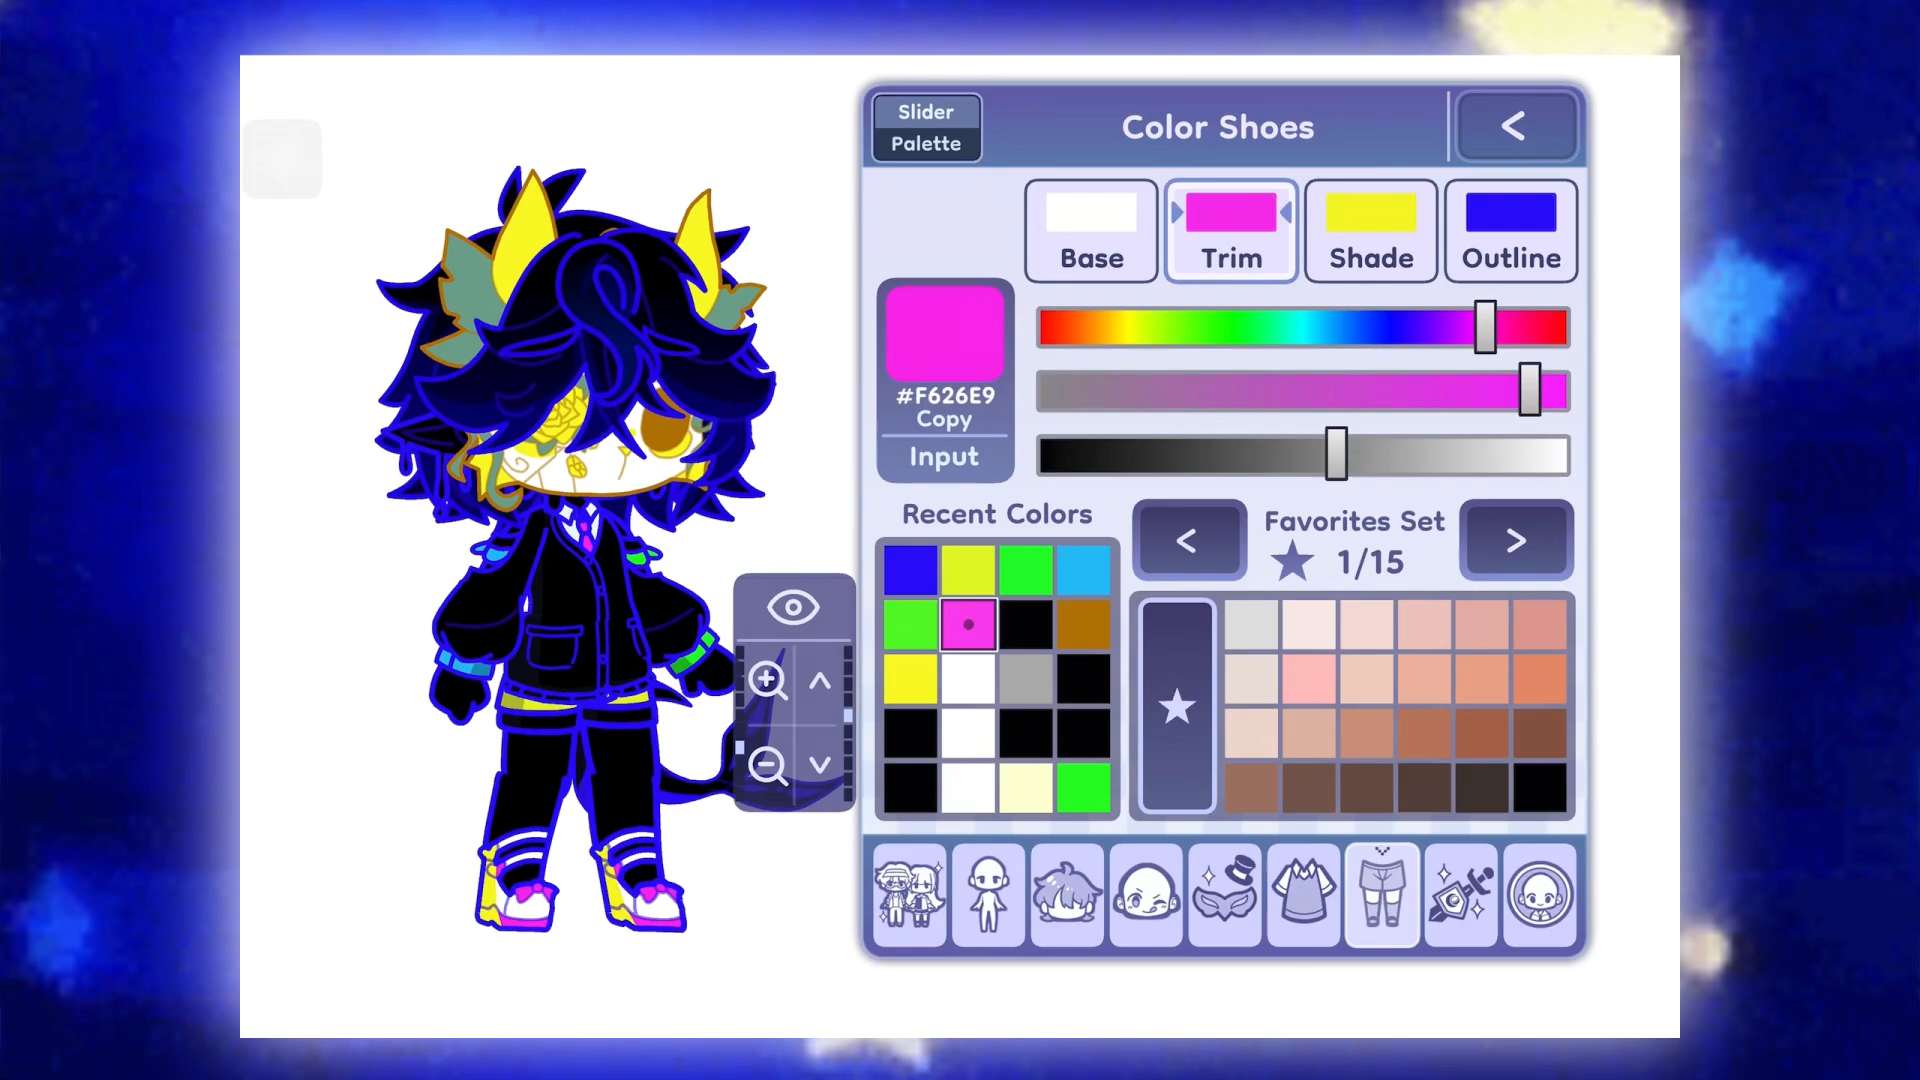 Slider
Palette
Color Shoes
<
Base
Trim
Shade
Outline
#F626E9
Copy
Input
Recent Colors
<
Favorites Set
1/15
>